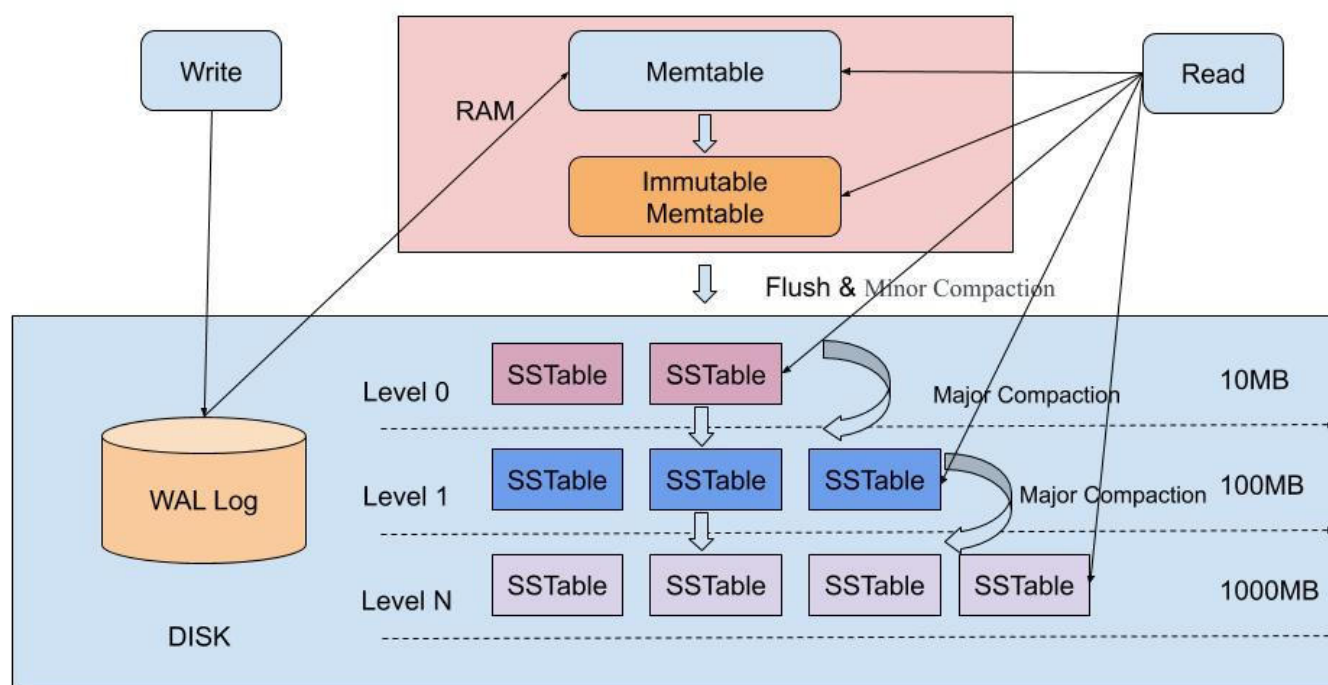 Write
Memtable
Read
RAM
Immutable
Memtable
Flush & Minor Compaction
Level 0
SSTable
SSTable
Major Compaction
10MB
Level 1
SSTable
SSTable
SSTable
Major Compaction
100MB
WAL Log
Level N
SSTable
SSTable
SSTable
SSTable
1000MB
DISK